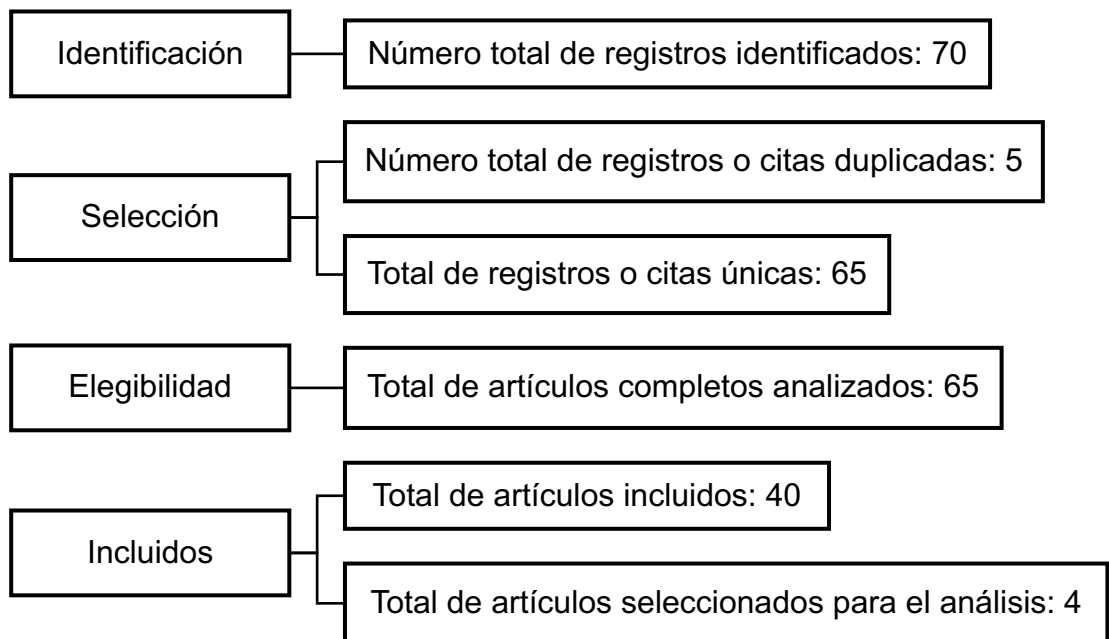 Identificación
Número total de registros identificados: 70
Selección
Número total de registros o citas duplicadas: 5
Total de registros o citas únicas: 65
Elegibilidad
Total de artículos completos analizados: 65
Incluidos
Total de artículos incluidos: 40
Total de artículos seleccionados para el análisis: 4